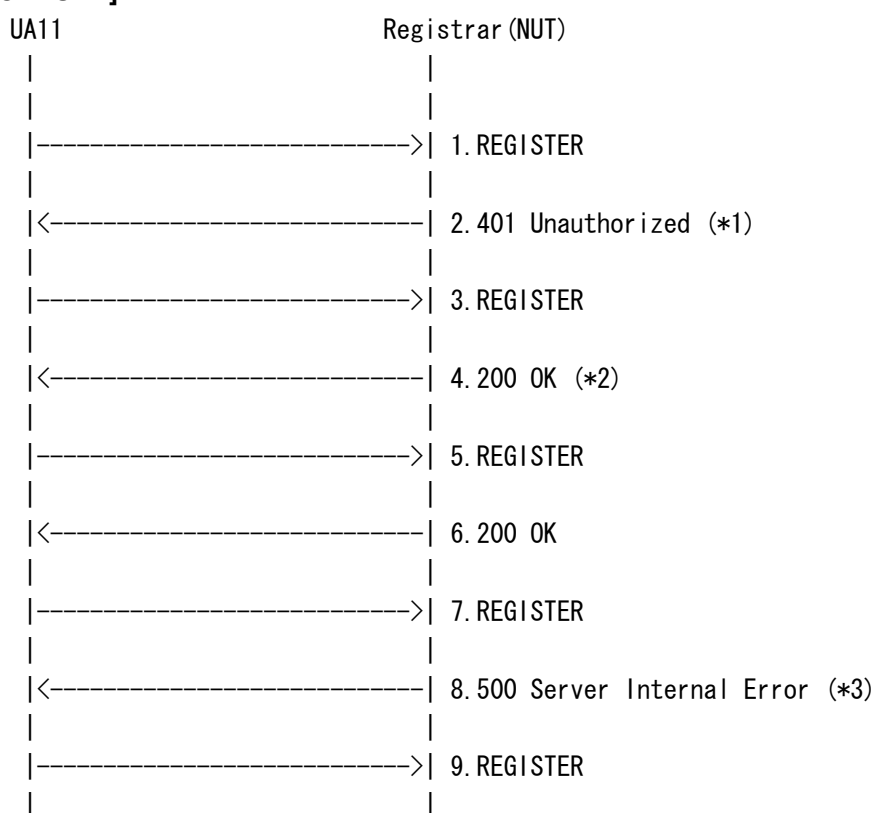 UA11 Registrar(NUT)
| |
| |
|---------------------------->| 1.REGISTER
| |
|<----------------------------| 2.401 Unauthorized (*1)
| |
|---------------------------->| 3.REGISTER
| |
|<----------------------------| 4.200 OK (*2)
| |
|---------------------------->| 5.REGISTER
| |
|<----------------------------| 6.200 OK
| |
|---------------------------->| 7.REGISTER
| |
|<----------------------------| 8.500 Server Internal Error (*3)
| |
|---------------------------->| 9.REGISTER
| |